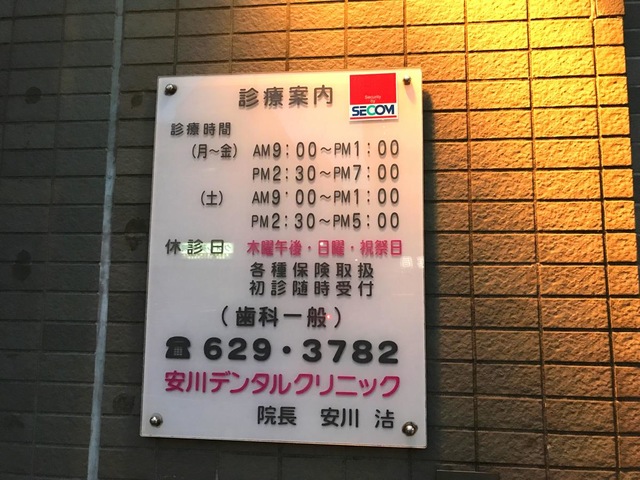 診療案内
Security by SECOM
診療時間
(月〜金) AM9:00〜PM1:00
PM2:30〜PM7:00
(土) AM9:00〜PM1:00
PM2:30〜PM5:00
休診日 木曜午後・日曜・祝祭日
各種保険取扱
初診随時受付
(歯科一般)
☎629・3782
安川デンタルクリニック
院長 安川